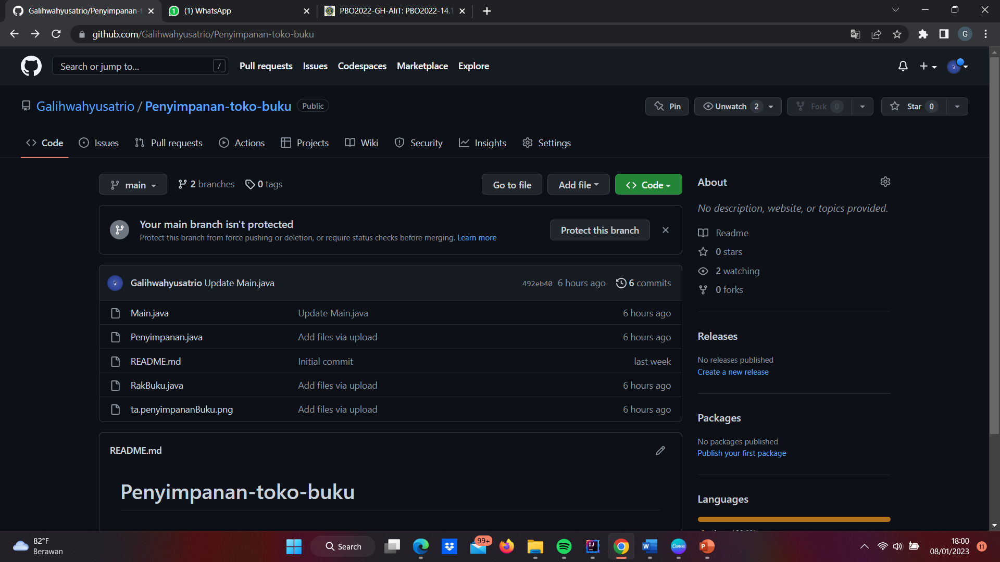 Galihwahyusatrio/Penyimpanan-t
(1) WhatsApp
PBO2022-GH-AliT: PBO2022-14.1
github.com/Galihwahyusatrio/Penyimpanan-toko-buku
G
Search or jump to... /
Pull requests Issues Codespaces Marketplace Explore
Galihwahyusatrio / Penyimpanan-toko-buku Public
Pin Unwatch 2 Fork 0 Star 0
Code Issues Pull requests Actions Projects Wiki Security Insights Settings
main 2 branches 0 tags Go to file Add file Code
Your main branch isn't protected
Protect this branch from force pushing or deletion, or require status checks before merging. Learn more
Protect this branch
Galihwahyusatrio Update Main.java 492eb40 6 hours ago 6 commits
Main.java Update Main.java 6 hours ago
Penyimpanan.java Add files via upload 6 hours ago
README.md Initial commit last week
RakBuku.java Add files via upload 6 hours ago
ta.penyimpananBuku.png Add files via upload 6 hours ago
README.md
Penyimpanan-toko-buku
About
No description, website, or topics provided.
Readme
0 stars
2 watching
0 forks
Releases
No releases published
Create a new release
Packages
No packages published
Publish your first package
Languages
82°F
Berawan
Search
99+
IJ
W
Canva
P
18:00
08/01/2023
11